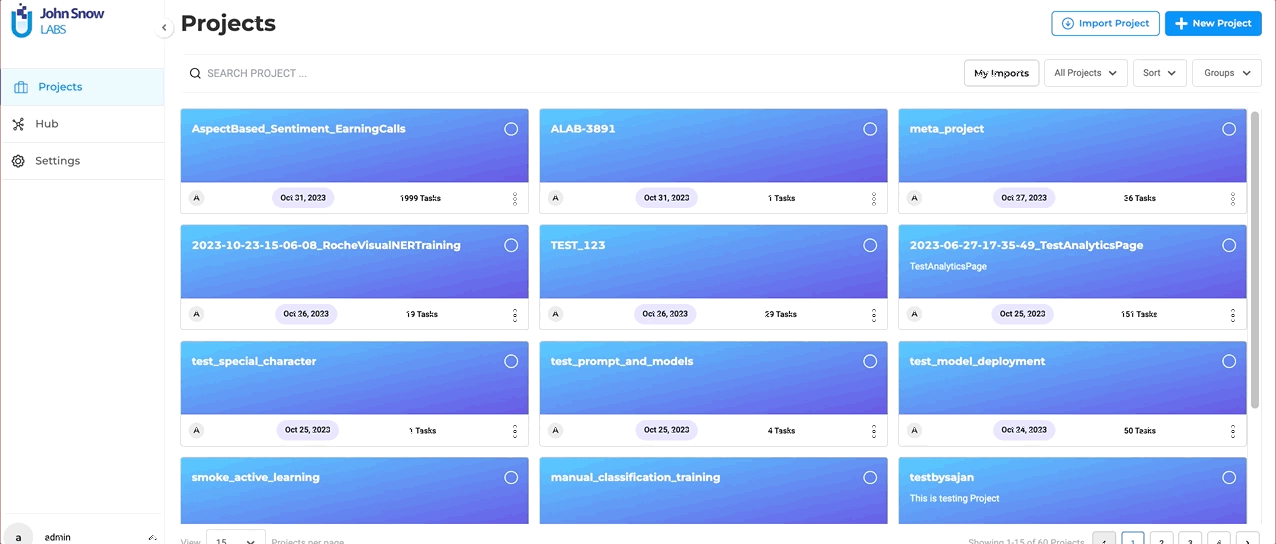 John Snow
LABS
Projects
Hub
Settings
a admin
Projects
Import Project
New Project
SEARCH PROJECT ...
My Imports
All Projects
Sort
Groups
AspectBased_Sentiment_EarningCalls
A Oct 31, 2023 1999 Tasks
ALAB-3891
A Oct 31, 2023 1 Tasks
meta_project
A Oct 27, 2023 36 Tasks
2023-10-23-15-06-08_RocheVisualNERTraining
A Oct 26, 2023 19 Tasks
TEST_123
A Oct 26, 2023 29 Tasks
2023-06-27-17-35-49_TestAnalyticsPage
TestAnalyticsPage
A Oct 25, 2023 151 Tasks
test_special_character
A Oct 25, 2023 1 Tasks
test_prompt_and_models
A Oct 25, 2023 4 Tasks
test_model_deployment
A Oct 24, 2023 50 Tasks
smoke_active_learning
manual_classification_training
testbysajan
This is testing Project
View 15 Projects per page
Showing 1-15 of 60 Projects 1 2 3 4